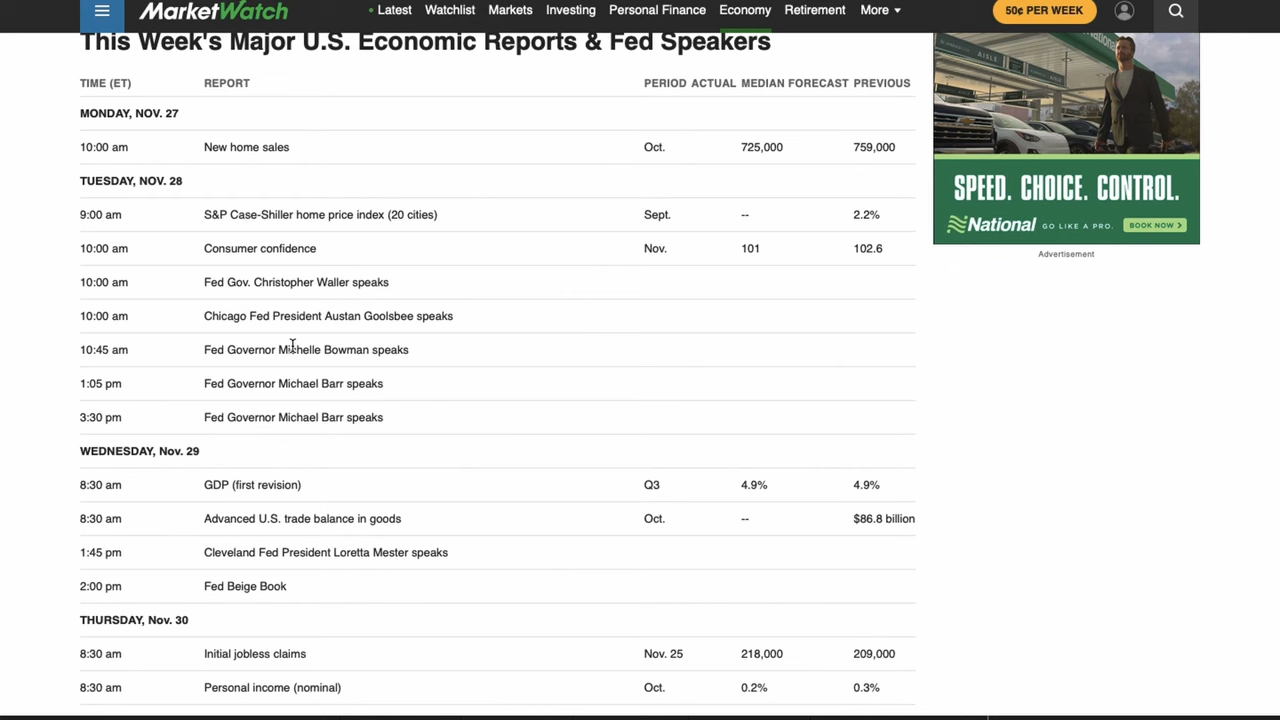 MarketWatch • Latest Watchlist Markets Investing Personal Finance Economy Retirement More 50¢ PER WEEK
This Week's Major U.S. Economic Reports & Fed Speakers
TIME (ET) REPORT PERIOD ACTUAL MEDIAN FORECAST PREVIOUS
MONDAY, NOV. 27
10:00 am New home sales Oct. 725,000 759,000
TUESDAY, NOV. 28
9:00 am S&P Case-Shiller home price index (20 cities) Sept. -- 2.2%
10:00 am Consumer confidence Nov. 101 102.6
10:00 am Fed Gov. Christopher Waller speaks
10:00 am Chicago Fed President Austan Goolsbee speaks
10:45 am Fed Governor Michelle Bowman speaks
1:05 pm Fed Governor Michael Barr speaks
3:30 pm Fed Governor Michael Barr speaks
WEDNESDAY, Nov. 29
8:30 am GDP (first revision) Q3 4.9% 4.9%
8:30 am Advanced U.S. trade balance in goods Oct. -- $86.8 billion
1:45 pm Cleveland Fed President Loretta Mester speaks
2:00 pm Fed Beige Book
THURSDAY, Nov. 30
8:30 am Initial jobless claims Nov. 25 218,000 209,000
8:30 am Personal income (nominal) Oct. 0.2% 0.3%
National
AISLE
SPEED. CHOICE. CONTROL.
National GO LIKE A PRO. BOOK NOW >
Advertisement